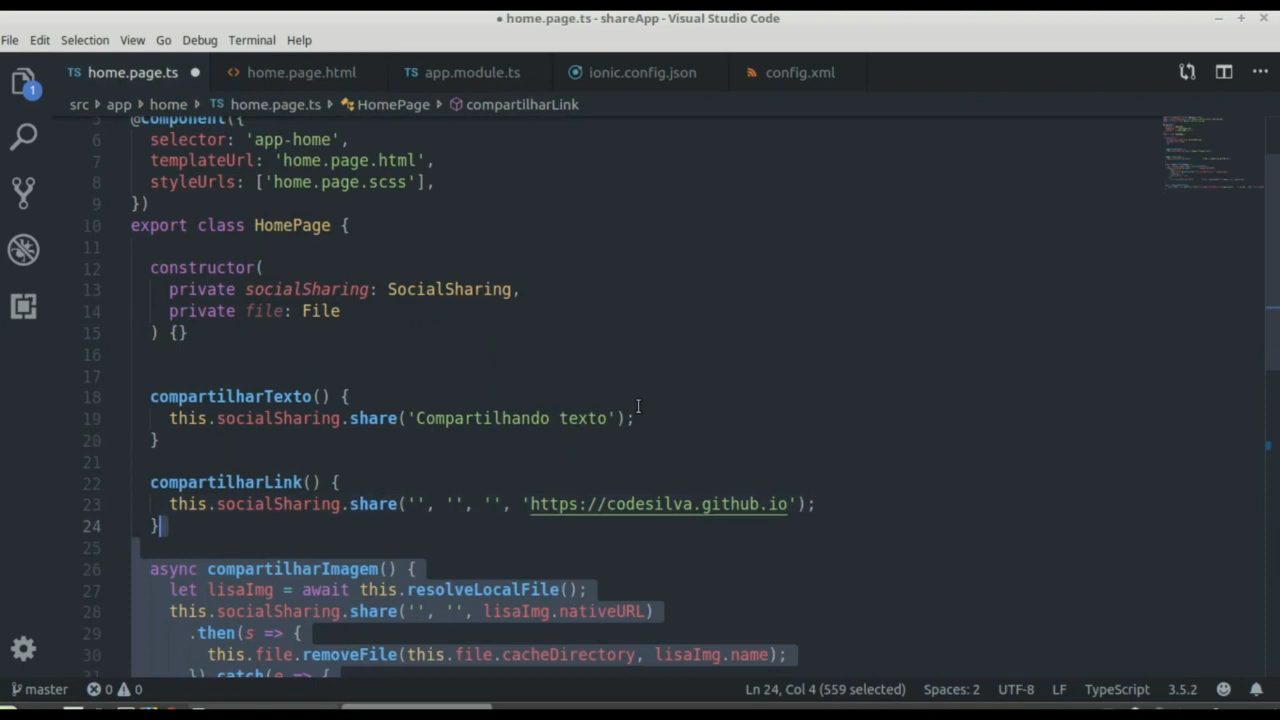 ● home.page.ts - shareApp - Visual Studio Code
File Edit Selection View Go Debug Terminal Help
TS home.page.ts ● <> home.page.html TS app.module.ts ionic.config.json config.xml
1
src ▸ app ▸ home ▸ TS home.page.ts ▸ HomePage ▸ compartilharLink
5 @Component({
6 selector: 'app-home',
7 templateUrl: 'home.page.html',
8 styleUrls: ['home.page.scss'],
9 })
10 export class HomePage {
11
12 constructor(
13 private socialSharing: SocialSharing,
14 private file: File
15 ) {}
16
17
18 compartilharTexto() {
19 this.socialSharing.share('Compartilhando texto');
20 }
21
22 compartilharLink() {
23 this.socialSharing.share('', '', '', 'https://codesilva.github.io');
24 }
25
26 async compartilharImagem() {
27 let lisaImg = await this.resolveLocalFile();
28 this.socialSharing.share('', '', lisaImg.nativeURL)
29 .then(s => {
30 this.file.removeFile(this.file.cacheDirectory, lisaImg.name);
31 }).catch(e => {
master 0 0 Ln 24, Col 4 (559 selected) Spaces: 2 UTF-8 LF TypeScript 3.5.2